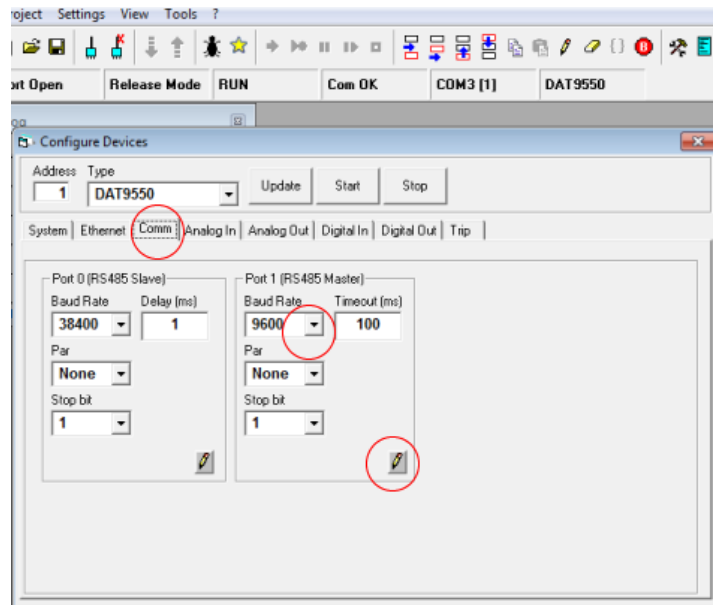 roject Settings View Tools ?
ort Open Release Mode RUN Com OK COM3 [1] DAT9550
Configure Devices
Address Type
1 DAT9550 Update Start Stop
System Ethernet Comm Analog In Analog Out Digital In Digital Out Trip
Port 0 (RS485 Slave) Port 1 (RS485 Master)
Baud Rate Delay (ms) Baud Rate Timeout (ms)
38400 1 9600 100
Par Par
None None
Stop bit Stop bit
1 1